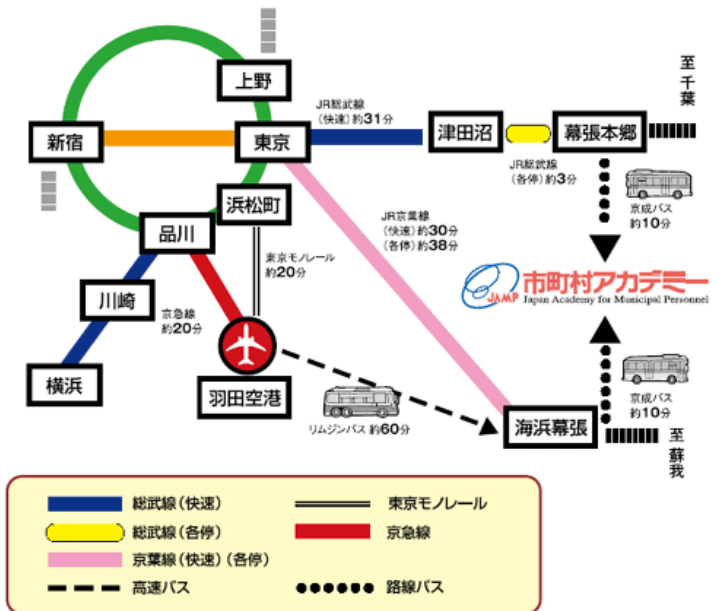 上野
至千葉
JR総武線
(快速)約31分
新宿
東京
津田沼
幕張本郷
JR総武線
(各停)約3分
浜松町
京成バス
約10分
品川
JR京葉線
(快速)約30分
(各停)約38分
東京モノレール
約20分
JAMP
市町村アカデミー
Japan Academy for Municipal Personnel
川崎
京急線
約20分
横浜
羽田空港
京成バス
約10分
リムジンバス 約60分
海浜幕張
至蘇我
総武線(快速)
東京モノレール
総武線(各停)
京急線
京葉線(快速)(各停)
高速バス
路線バス